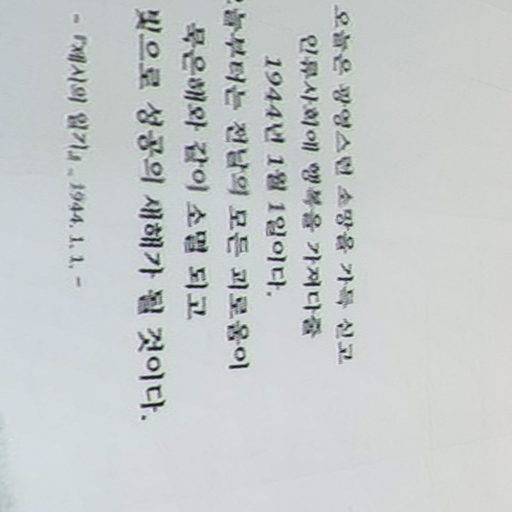 오늘은 광영스런 소망을 가득 싣고
인류사회에 행복을 가져다줄
1944년 1월 1일이다.
오늘부터는 전날의 모든 괴로움이
묵은해와 같이 소멸 되고
빛으로 성공의 새해가 될 것이다.
- 『제시의 일기』 - 1944. 1. 1. -